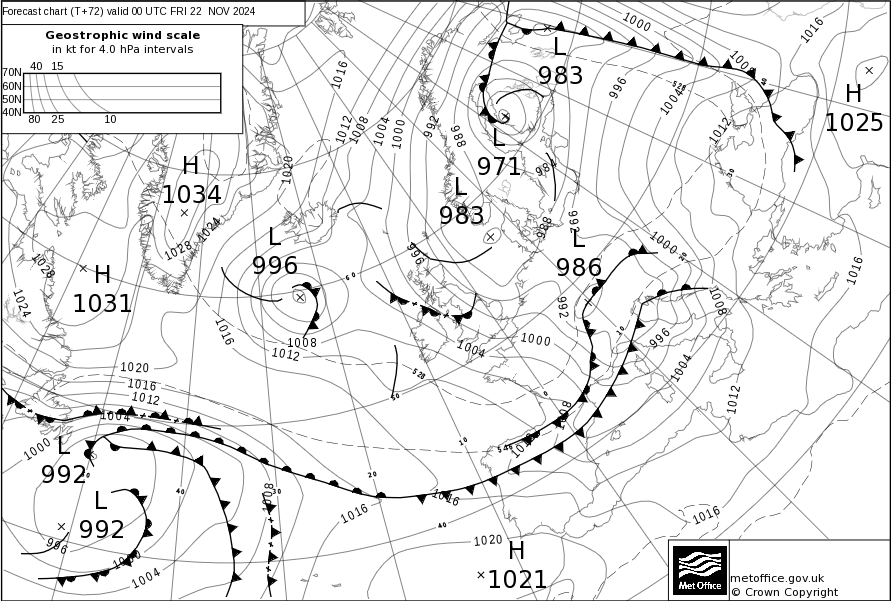 Forecast chart (T+72) valid 00 UTC FRI 22 NOV 2024
Geostrophic wind scale
in kt for 4.0 hPa intervals
40 15
70N
60N
50N
40N
80 25 10
L
983
H
1025
L
971
H
1034
L
983
L
996
L
986
H
1031
L
992
L
992
H
1021
1000
1016
1016
1000
996
1004
1012
1012
1008
1004
1000
992
988
984
1020
1028
1024
1028
1024
988
992
996
1000
1016
1008
1016
1012
1008
992
1000
1004
996
1004
1012
1020
1016
1012
1004
1000
1008
1008
1016
1016
1016
1020
1016
996
1000
1004
Met Office
metoffice.gov.uk
© Crown Copyright